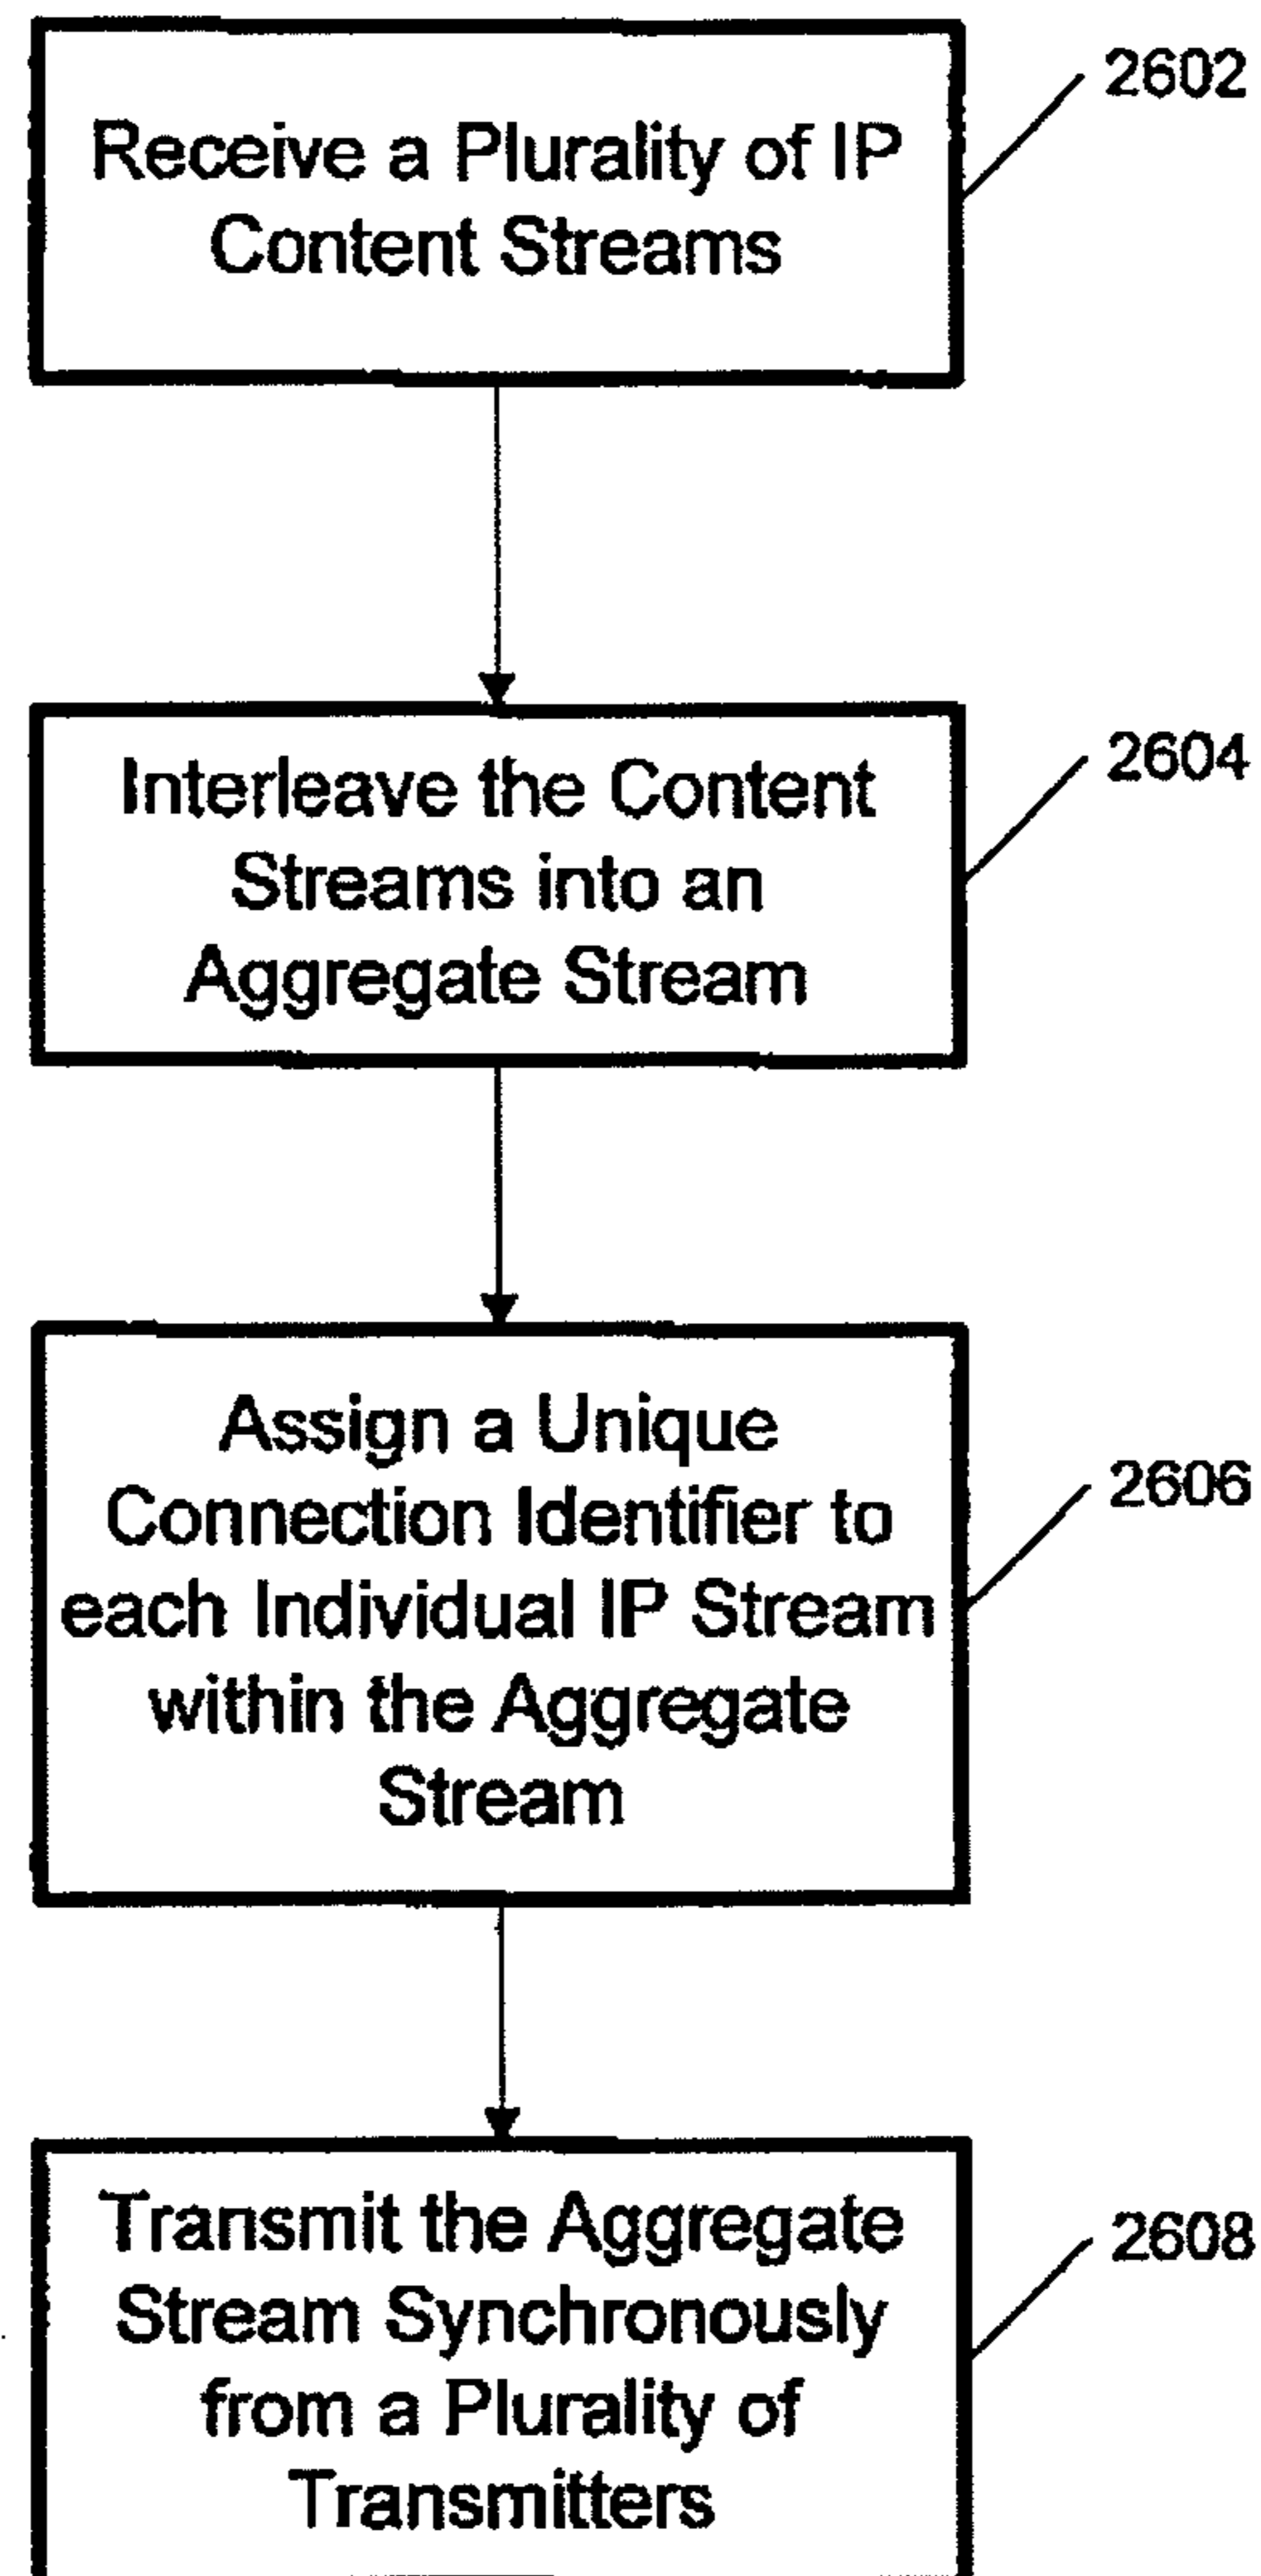 2602
Receive a Plurality of IP
Content Streams
2604
Interleave the Content
Streams into an
Aggregate Stream
2606
Assign a Unique
Connection Identifier to
each Individual IP Stream
within the Aggregate
Stream
2608
Transmit the Aggregate
Stream Synchronously
from a Plurality of
Transmitters